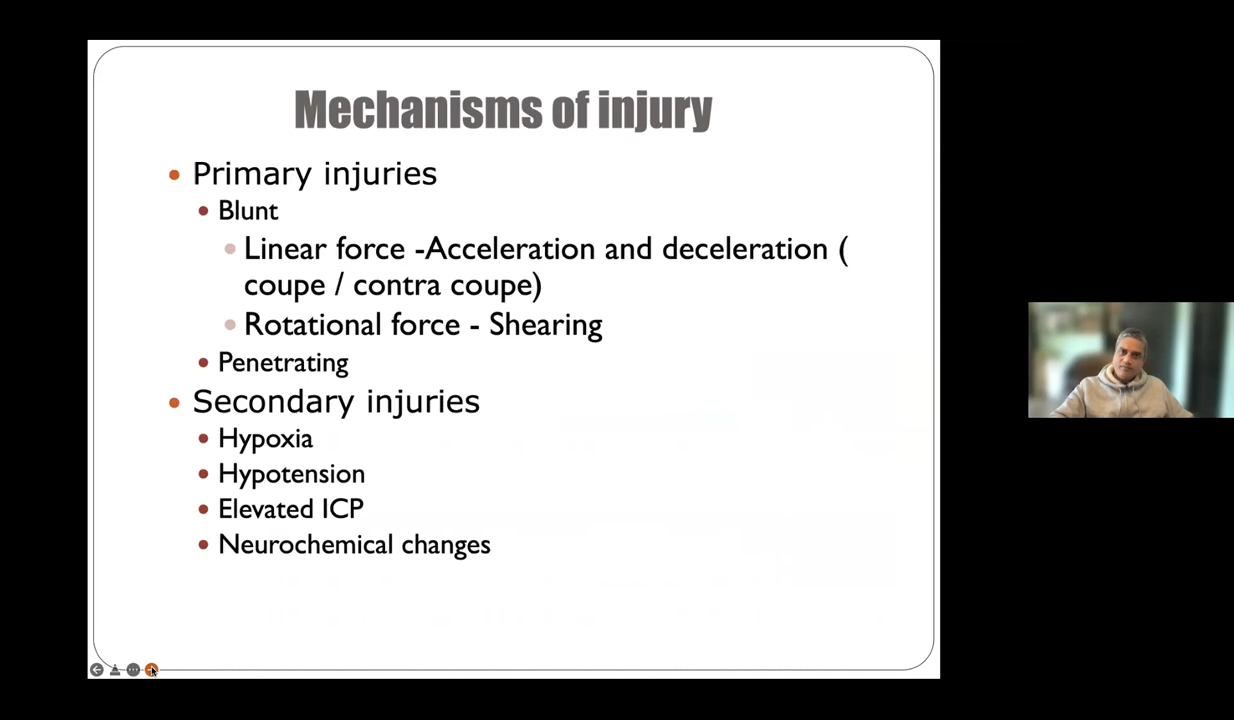 Mechanisms of injury
Primary injuries
Blunt
Linear force -Acceleration and deceleration (
coupe / contra coupe)
Rotational force - Shearing
Penetrating
Secondary injuries
Hypoxia
Hypotension
Elevated ICP
Neurochemical changes